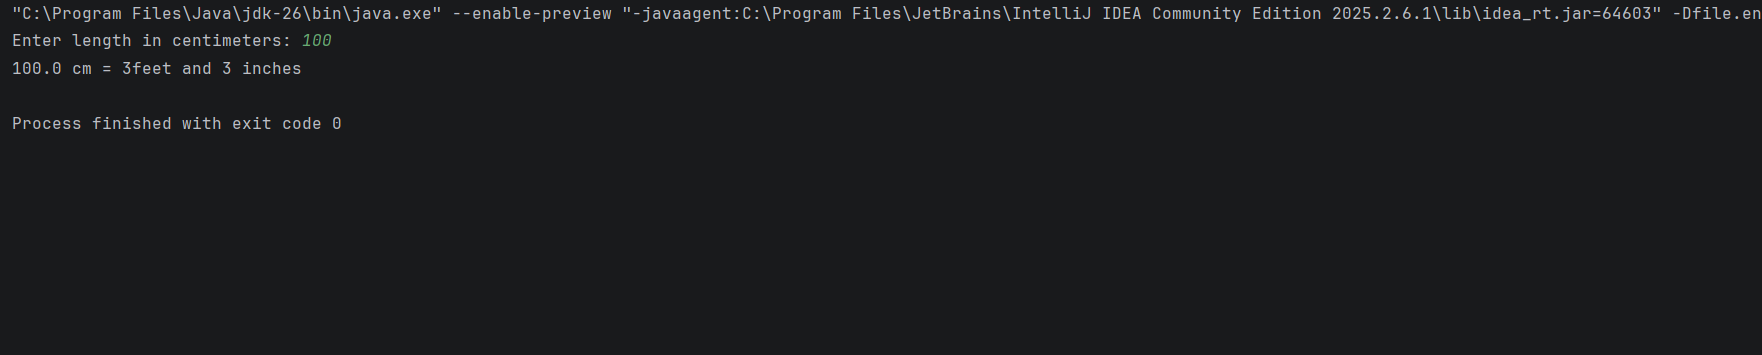 "C:\Program Files\Java\jdk-26\bin\java.exe" --enable-preview "-javaagent:C:\Program Files\JetBrains\IntelliJ IDEA Community Edition 2025.2.6.1\lib\idea_rt.jar=64603" -Dfile.en
Enter length in centimeters: 100
100.0 cm = 3feet and 3 inches
Process finished with exit code 0